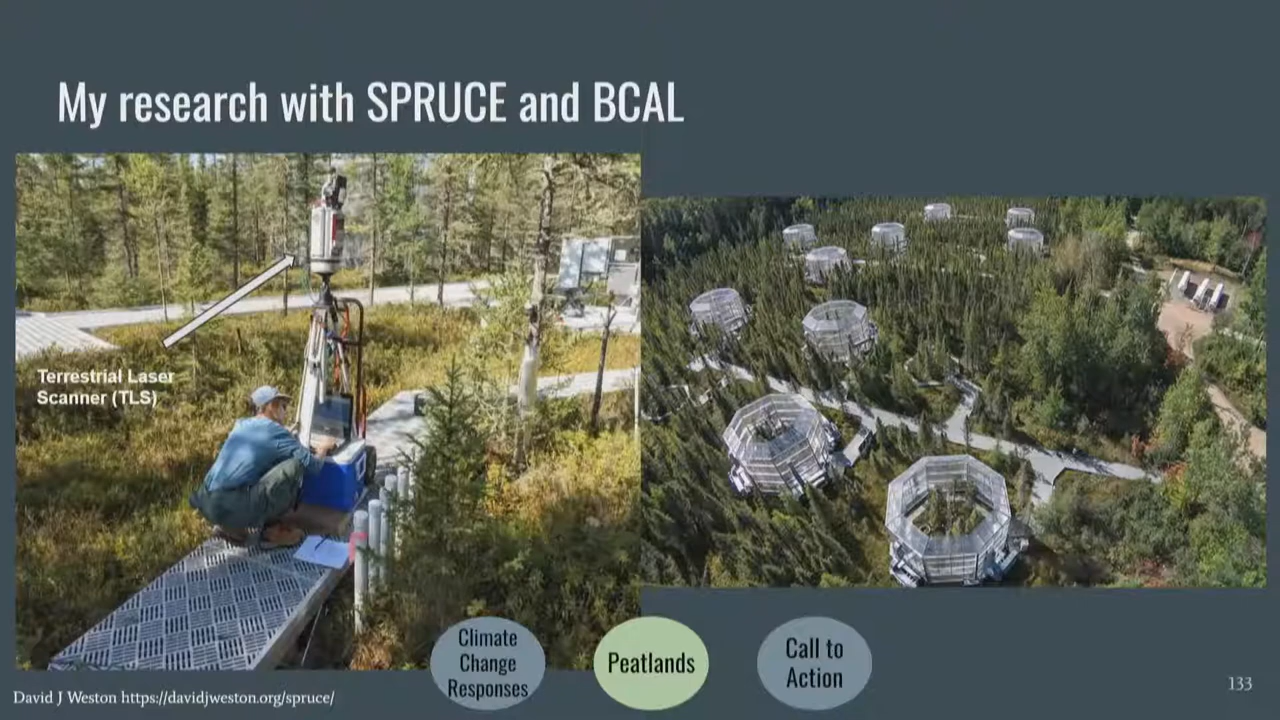 My research with SPRUCE and BCAL
Terrestrial Laser
Scanner (TLS)
Climate
Change
Responses
Peatlands
Call to
Action
David J Weston https://davidjweston.org/spruce/
133